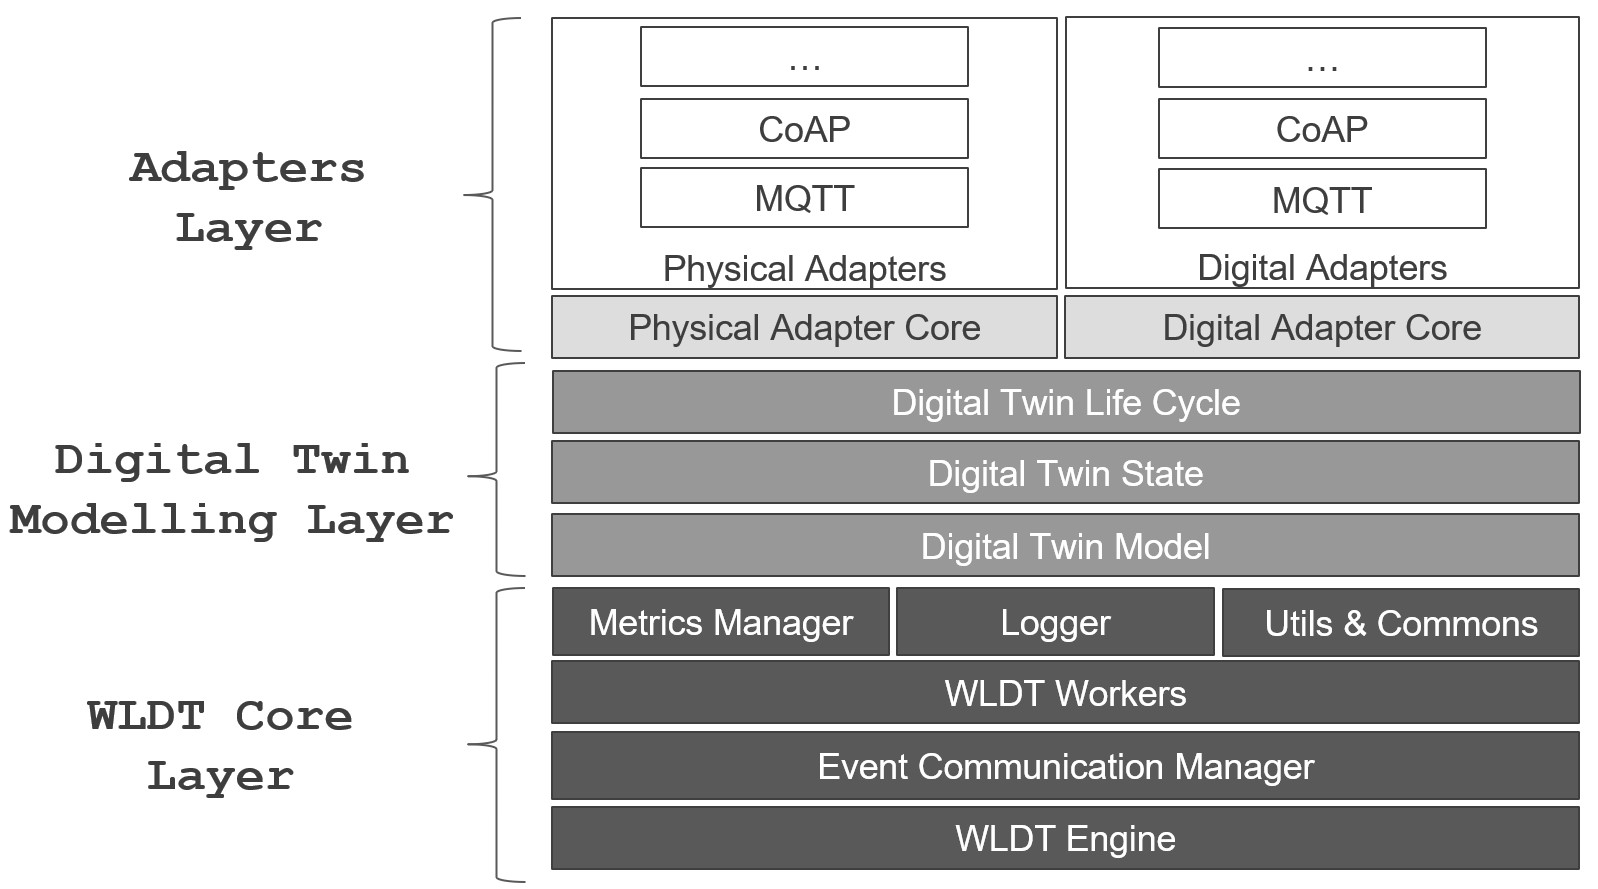 Adapters
Layer
…
CoAP
MQTT
Physical Adapters
…
CoAP
MQTT
Digital Adapters
Physical Adapter Core
Digital Adapter Core
Digital Twin
Modelling Layer
Digital Twin Life Cycle
Digital Twin State
Digital Twin Model
WLDT Core
Layer
Metrics Manager
Logger
Utils & Commons
WLDT Workers
Event Communication Manager
WLDT Engine